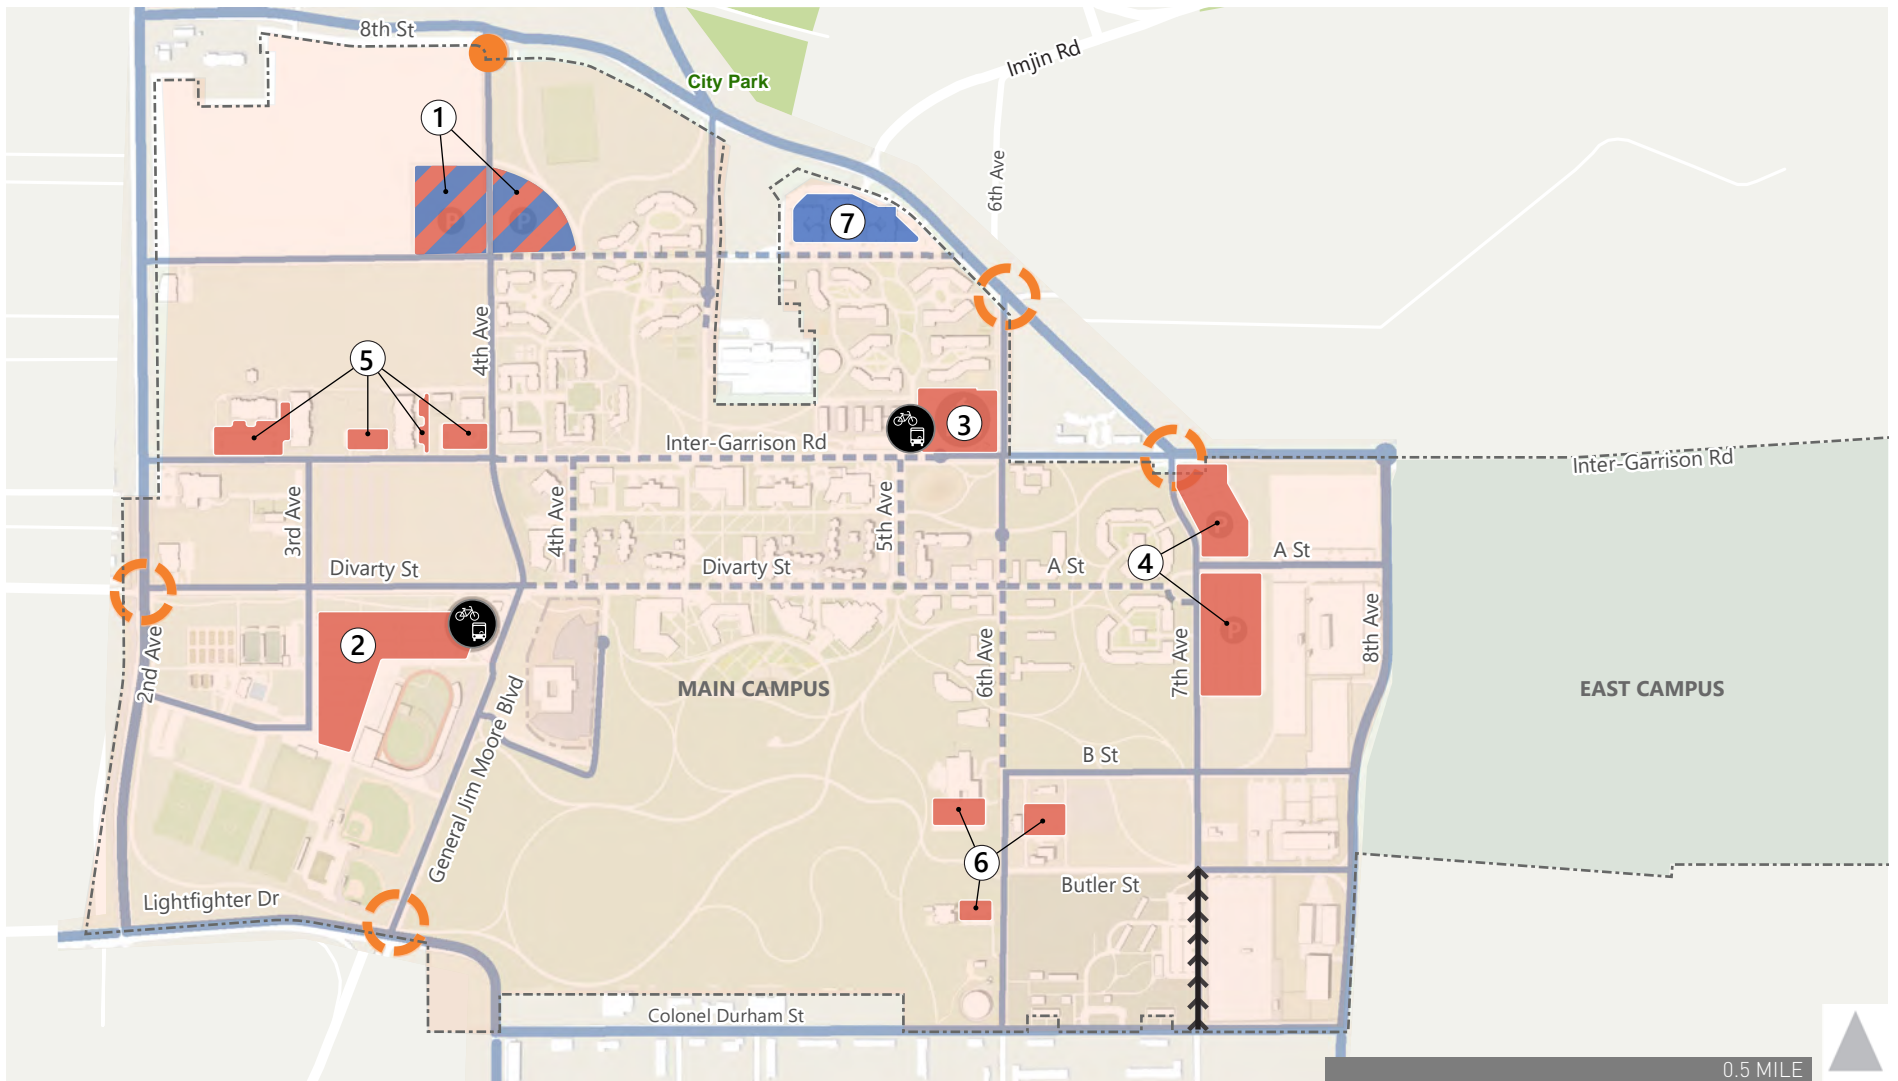 8th St
Imjin Rd
City Park
1
6th Ave
P
P
7
4th Ave
5
3
Inter-Garrison Rd
Inter-Garrison Rd
3rd Ave
4th Ave
5th Ave
P
4
A St
Divarty St
Divarty St
A St
2
P
8th Ave
2nd Ave
6th Ave
7th Ave
MAIN CAMPUS
EAST CAMPUS
General Jim Moore Blvd
B St
6
Butler St
Lightfighter Dr
Colonel Durham St
0.5 MILE